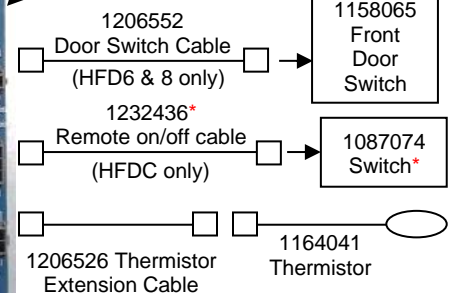 1206552
Door Switch Cable
(HFD6 & 8 only)
1158065
Front
Door
Switch
1232436*
Remote on/off cable
(HFDC only)
1087074
Switch*
1206526 Thermistor
Extension Cable
1164041
Thermistor